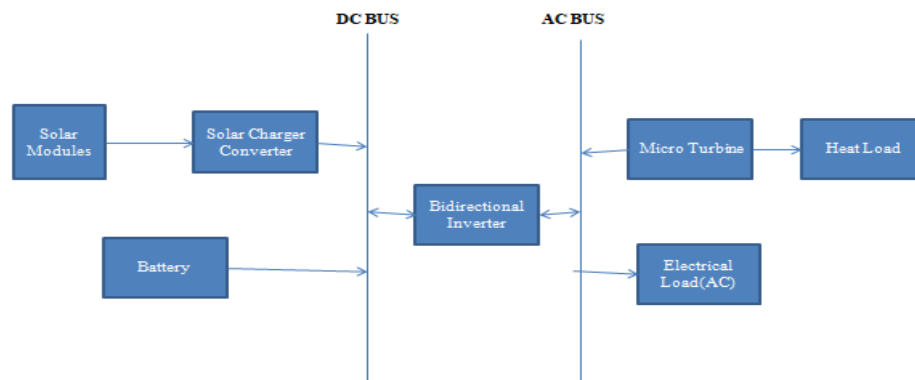 DC BUS
AC BUS
Solar
Modules
Solar Charger
Converter
Micro Turbine
Heat Load
Bidirectional
Inverter
Battery
Electrical
Load(AC)